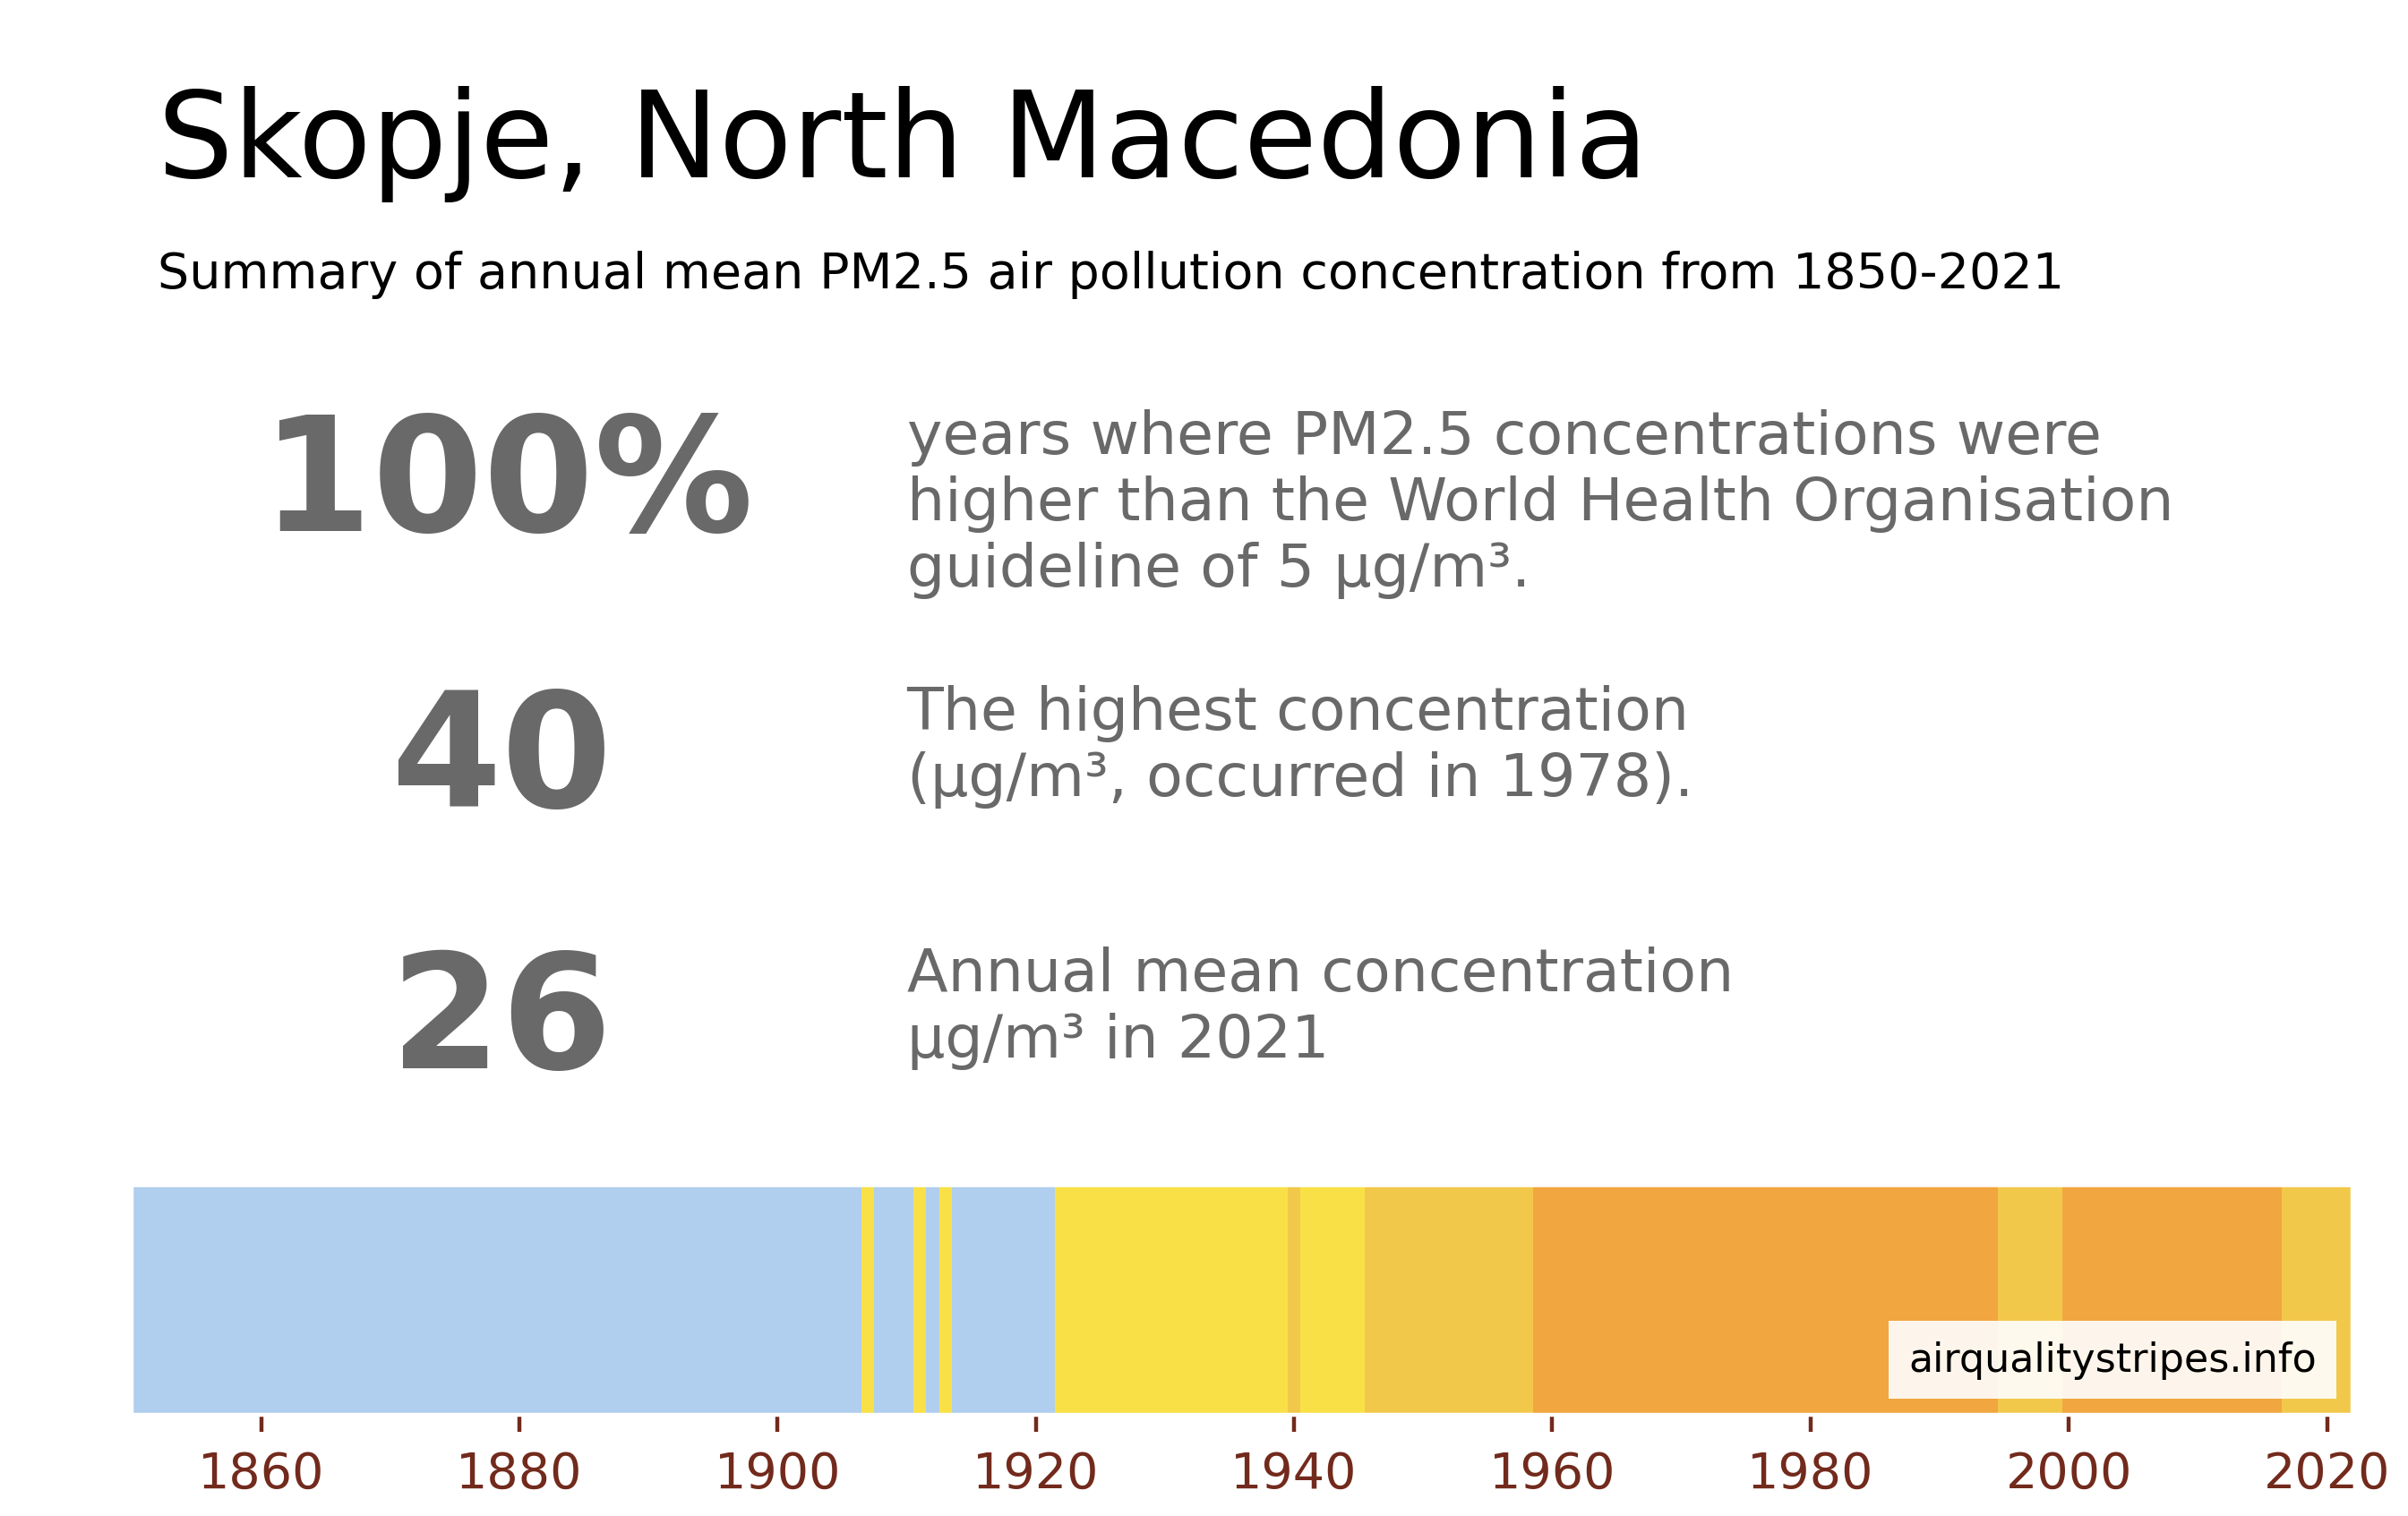 Skopje, North Macedonia
Summary of annual mean PM2.5 air pollution concentration from 1850-2021
100%
years where PM2.5 concentrations were
higher than the World Health Organisation
guideline of 5 µg/m³.
40
The highest concentration
(µg/m³, occurred in 1978).
26
Annual mean concentration
µg/m³ in 2021
airqualitystripes.info
1860 1880 1900 1920 1940 1960 1980 2000 2020